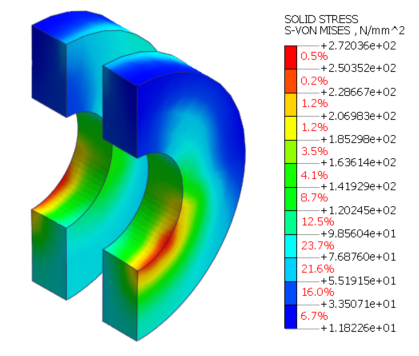 SOLID STRESS
S-VON MISES , N/mm^2
+2.72036e+02
0.5%
+2.50352e+02
0.2%
+2.28667e+02
1.2%
+2.06983e+02
1.2%
+1.85298e+02
3.5%
+1.63614e+02
4.1%
+1.41929e+02
8.7%
+1.20245e+02
12.5%
+9.85604e+01
23.7%
+7.68760e+01
21.6%
+5.51915e+01
16.0%
+3.35071e+01
6.7%
+1.18226e+01